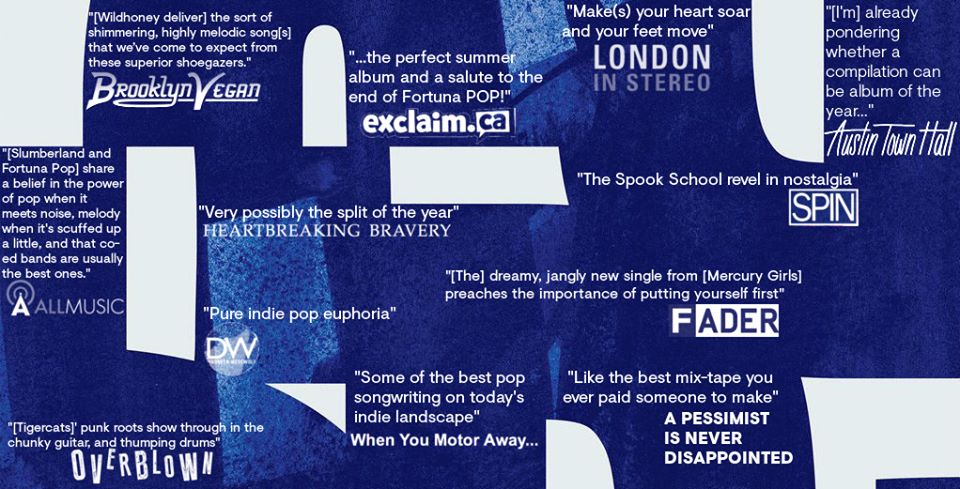 "[Wildhoney deliver] the sort of
shimmering, highly melodic song[s]
that we've come to expect from
these superior shoegazers."
BROOKLYNVEGAN
"...the perfect summer
album and a salute to the
end of Fortuna POP!"
exclaim.ca
"Make(s) your heart soar
and your feet move"
LONDON
IN STEREO
"[I'm] already
pondering
whether a
compilation can
be album of the
year..."
Austin Town Hall
"[Slumberland and
Fortuna Pop] share
a belief in the power
of pop when it
meets noise, melody
when it's scuffed up
a little, and that co-
ed bands are usually
the best ones."
ALLMUSIC
"Very possibly the split of the year"
HEARTBREAKING BRAVERY
"The Spook School revel in nostalgia"
SPIN
"[The] dreamy, jangly new single from [Mercury Girls]
preaches the importance of putting yourself first"
FADER
"Pure indie pop euphoria"
DW
"Some of the best pop
songwriting on today's
indie landscape"
When You Motor Away...
"Like the best mix-tape you
ever paid someone to make"
A PESSIMIST
IS NEVER
DISAPPOINTED
"[Tigercats]' punk roots show through in the
chunky guitar, and thumping drums"
OVERBLOWN